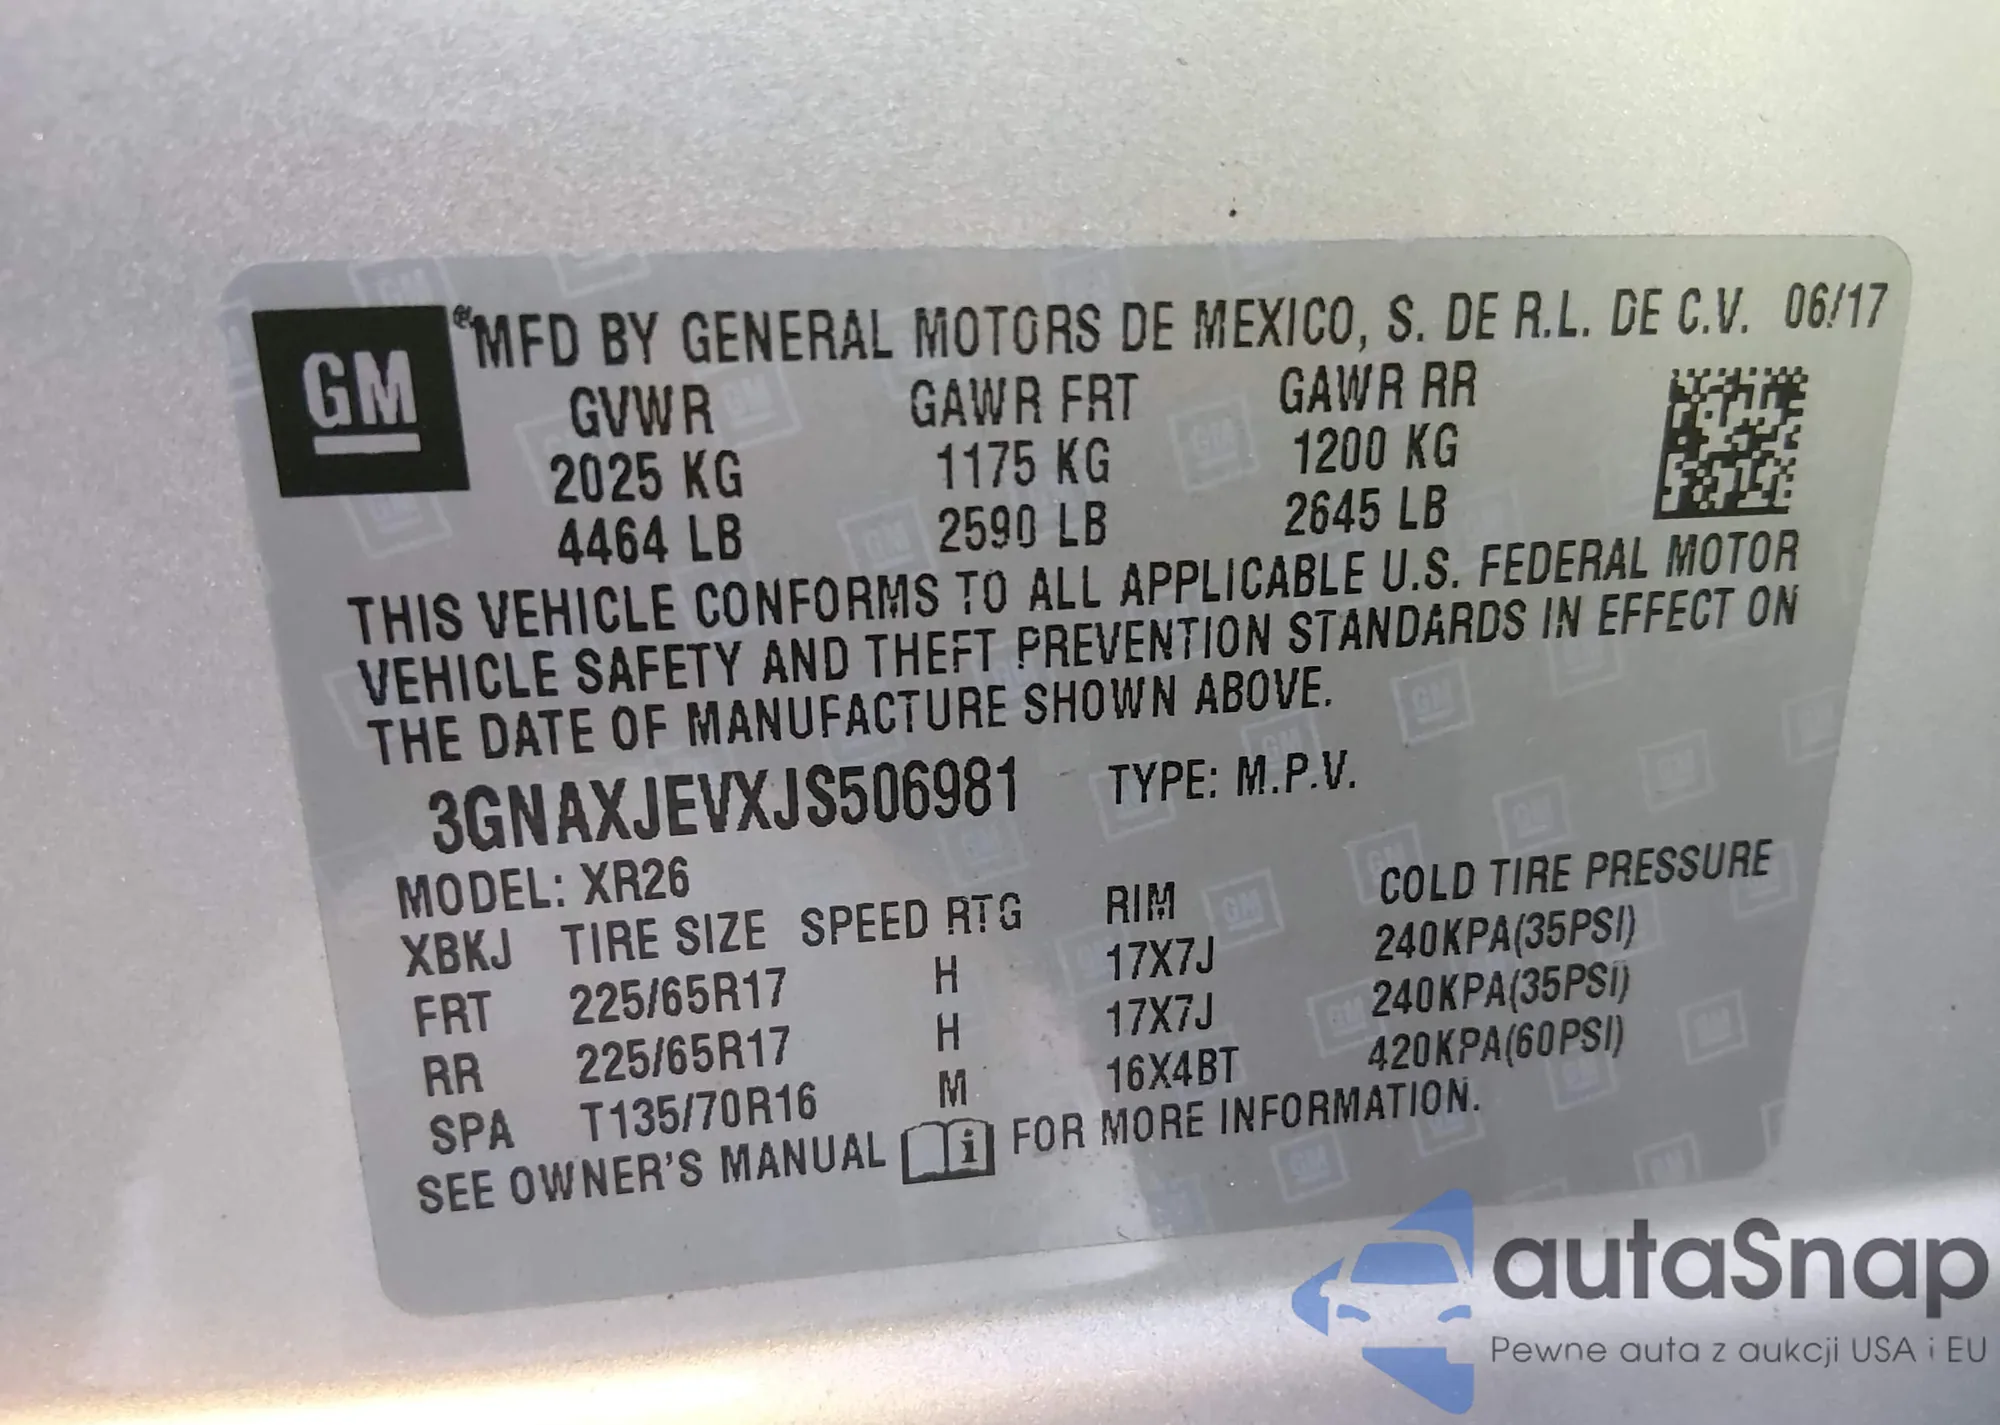 GM
®MFD BY GENERAL MOTORS DE MEXICO, S. DE R.L. DE C.V. 06/17
GVWR GAWR FRT GAWR RR
2025 KG 1175 KG 1200 KG
4464 LB 2590 LB 2645 LB
THIS VEHICLE CONFORMS TO ALL APPLICABLE U.S. FEDERAL MOTOR
VEHICLE SAFETY AND THEFT PREVENTION STANDARDS IN EFFECT ON
THE DATE OF MANUFACTURE SHOWN ABOVE.
3GNAXJEVXJS506981 TYPE: M.P.V.
MODEL: XR26
XBKJ TIRE SIZE SPEED RTG RIM COLD TIRE PRESSURE
FRT 225/65R17 H 17X7J 240KPA(35PSI)
RR 225/65R17 H 17X7J 240KPA(35PSI)
SPA T135/70R16 M 16X4BT 420KPA(60PSI)
SEE OWNER'S MANUAL i FOR MORE INFORMATION.
autaSnap
Pewne auta z aukcji USA i EU